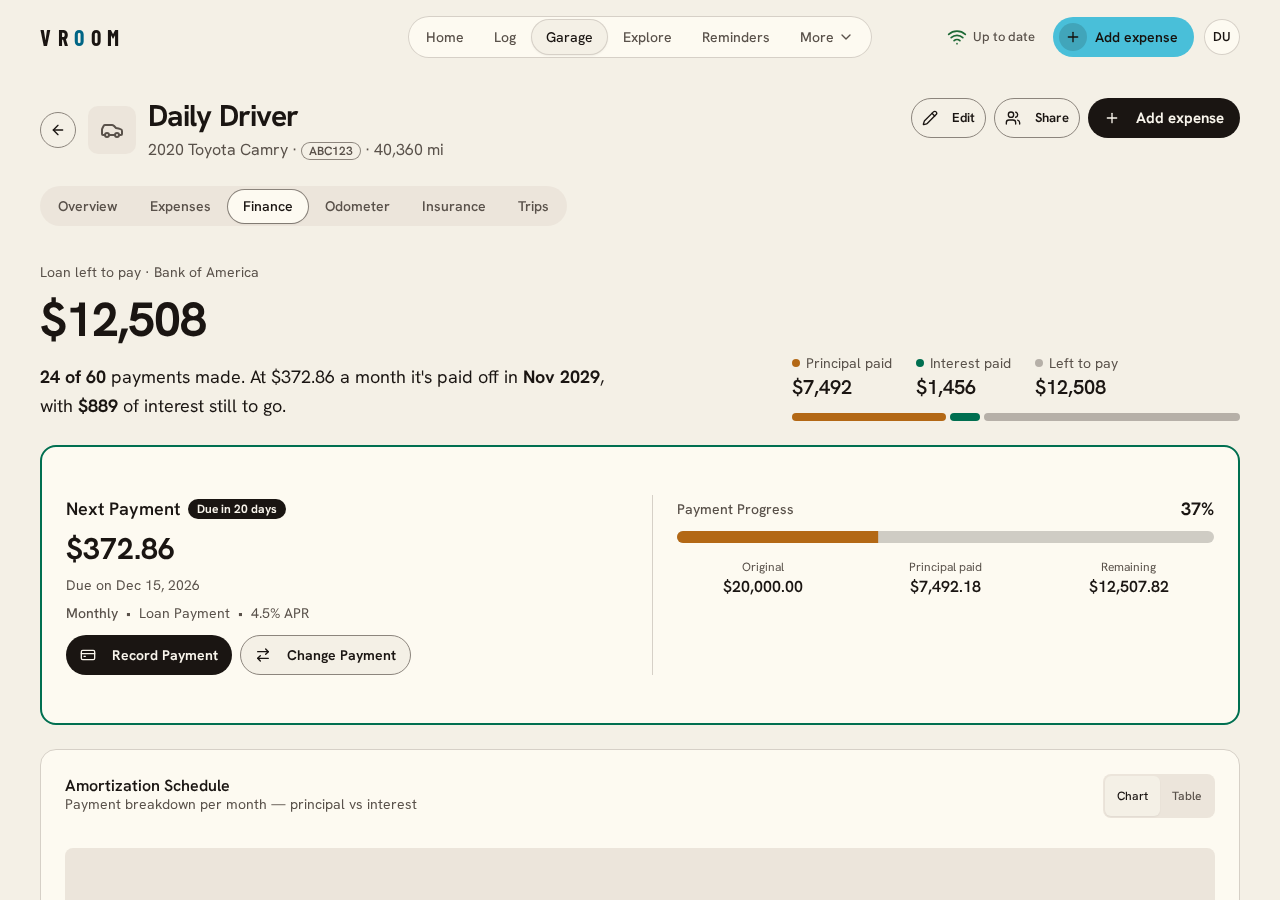 VROOM
Home Log Garage Explore Reminders More
Up to date
Add expense
DU
Daily Driver
2020 Toyota Camry · ABC123 · 40,360 mi
Edit
Share
Add expense
Overview Expenses Finance Odometer Insurance Trips
Loan left to pay · Bank of America
$12,508
24 of 60 payments made. At $372.86 a month it's paid off in Nov 2029,
with $889 of interest still to go.
Principal paid Interest paid Left to pay
$7,492 $1,456 $12,508
Next Payment Due in 20 days
$372.86
Due on Dec 15, 2026
Monthly • Loan Payment • 4.5% APR
Record Payment Change Payment
Payment Progress 37%
Original Principal paid Remaining
$20,000.00 $7,492.18 $12,507.82
Amortization Schedule
Payment breakdown per month — principal vs interest
Chart Table